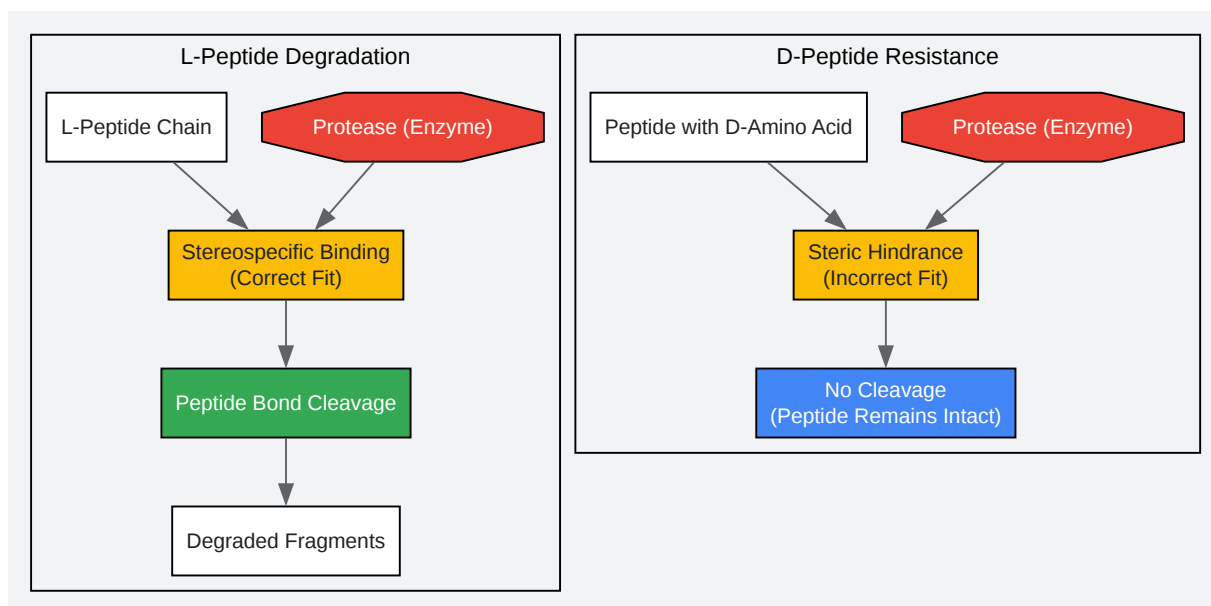 L-Peptide Degradation
L-Peptide Chain
Protease (Enzyme)
Stereospecific Binding
(Correct Fit)
Peptide Bond Cleavage
Degraded Fragments
D-Peptide Resistance
Peptide with D-Amino Acid
Protease (Enzyme)
Steric Hindrance
(Incorrect Fit)
No Cleavage
(Peptide Remains Intact)